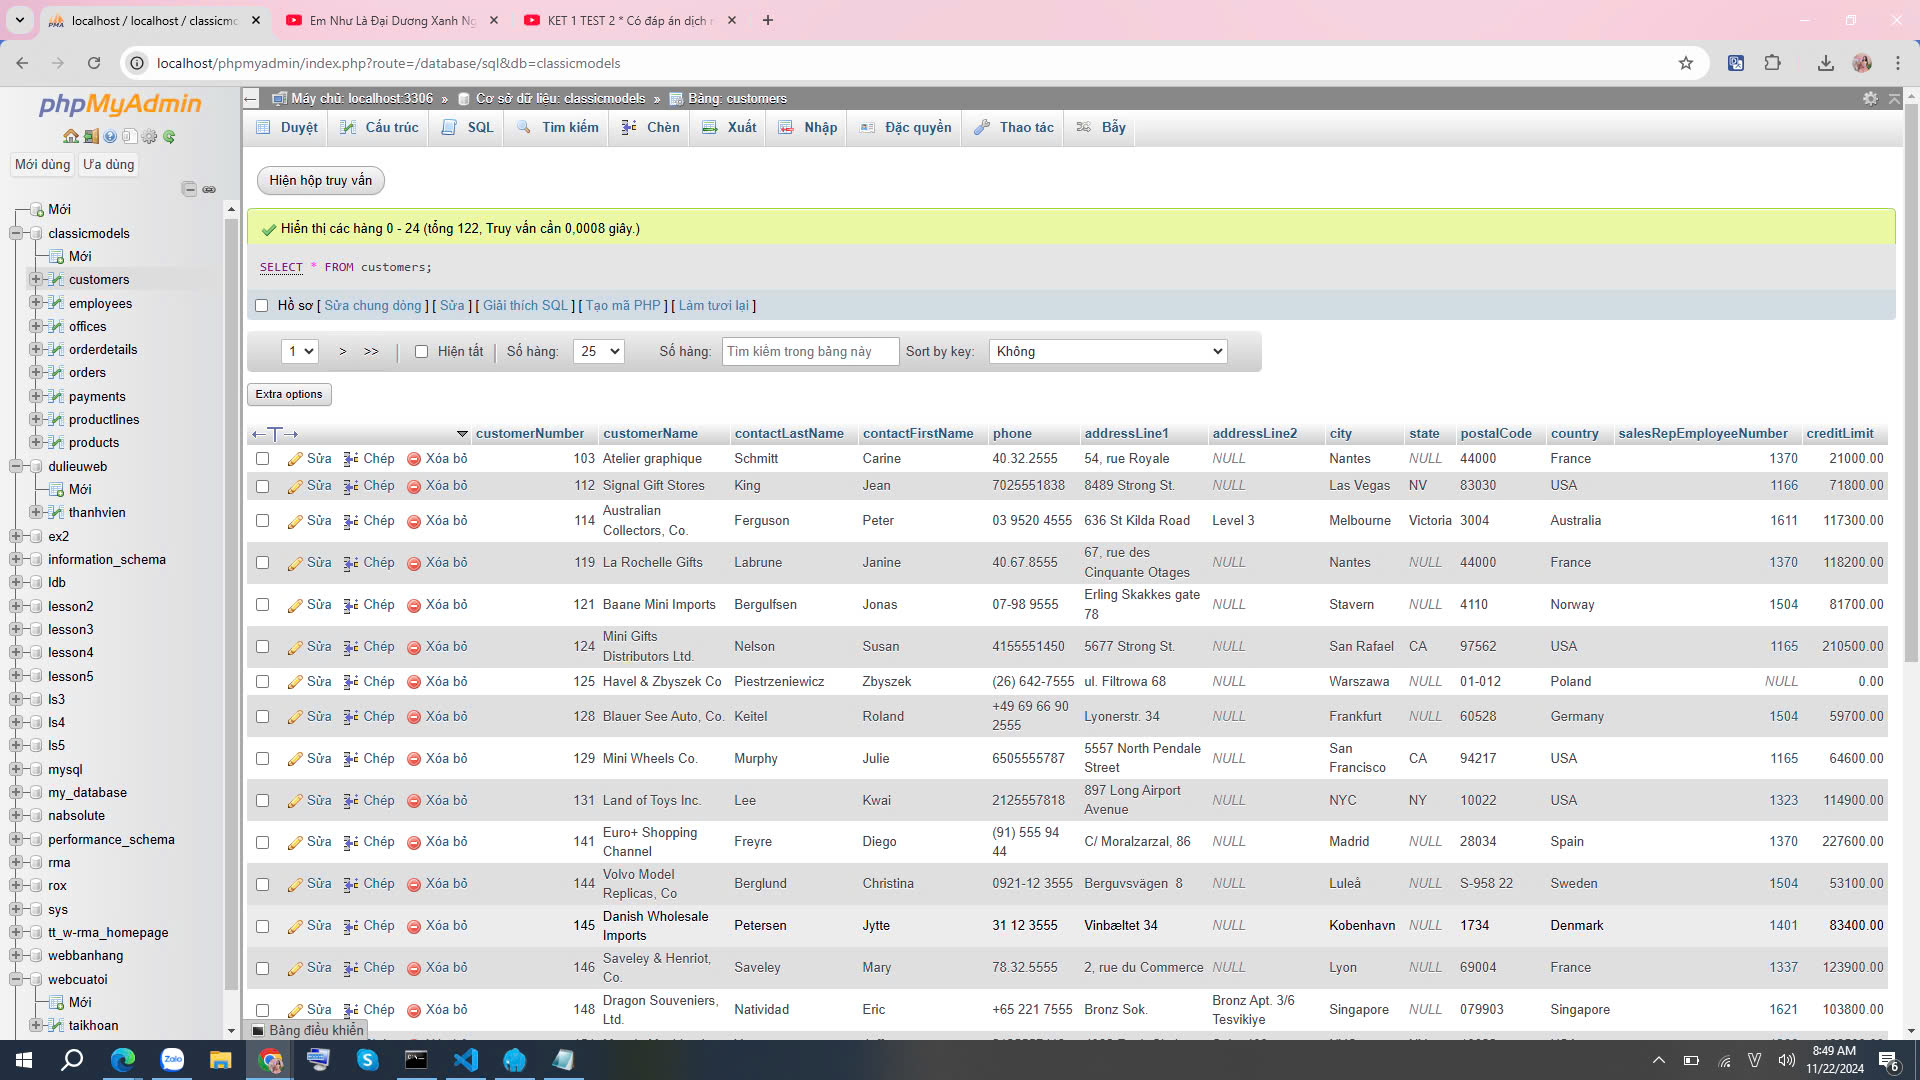 localhost / localhost / classicmo
Em Như Là Đại Dương Xanh Ng
KET 1 TEST 2 * Có đáp án dịch n
localhost/phpmyadmin/index.php?route=/database/sql&db=classicmodels
phpMyAdmin
Mới dùng Ưa dùng
Mới
classicmodels
Mới
customers
employees
offices
orderdetails
orders
payments
productlines
products
dulieuweb
Mới
thanhvien
ex2
information_schema
ldb
lesson2
lesson3
lesson4
lesson5
ls3
ls4
ls5
mysql
my_database
nabsolute
performance_schema
rma
rox
sys
tt_w-rma_homepage
webbanhang
webcuatoi
Mới
taikhoan
Máy chủ: localhost:3306 » Cơ sở dữ liệu: classicmodels » Bảng: customers
Duyệt Cấu trúc SQL Tìm kiếm Chèn Xuất Nhập Đặc quyền Thao tác Bẫy
Hiện hộp truy vấn
Hiển thị các hàng 0 - 24 (tổng 122, Truy vấn cần 0,0008 giây.)
SELECT * FROM customers;
Hồ sơ [ Sửa chung dòng ] [ Sửa ] [ Giải thích SQL ] [ Tạo mã PHP ] [ Làm tươi lại ]
1 > >> Hiện tất Số hàng: 25 Số hàng: Tìm kiếm trong bảng này Sort by key: Không
Extra options
customerNumber customerName contactLastName contactFirstName phone addressLine1 addressLine2 city state postalCode country salesRepEmployeeNumber creditLimit
Sửa Chép Xóa bỏ 103 Atelier graphique Schmitt Carine 40.32.2555 54, rue Royale NULL Nantes NULL 44000 France 1370 21000.00
Sửa Chép Xóa bỏ 112 Signal Gift Stores King Jean 7025551838 8489 Strong St. NULL Las Vegas NV 83030 USA 1166 71800.00
Sửa Chép Xóa bỏ 114 Australian Collectors, Co. Ferguson Peter 03 9520 4555 636 St Kilda Road Level 3 Melbourne Victoria 3004 Australia 1611 117300.00
Sửa Chép Xóa bỏ 119 La Rochelle Gifts Labrune Janine 40.67.8555 67, rue des Cinquante Otages NULL Nantes NULL 44000 France 1370 118200.00
Sửa Chép Xóa bỏ 121 Baane Mini Imports Bergulfsen Jonas 07-98 9555 Erling Skakkes gate 78 NULL Stavern NULL 4110 Norway 1504 81700.00
Sửa Chép Xóa bỏ 124 Mini Gifts Distributors Ltd. Nelson Susan 4155551450 5677 Strong St. NULL San Rafael CA 97562 USA 1165 210500.00
Sửa Chép Xóa bỏ 125 Havel & Zbyszek Co Piestrzeniewicz Zbyszek (26) 642-7555 ul. Filtrowa 68 NULL Warszawa NULL 01-012 Poland NULL 0.00
Sửa Chép Xóa bỏ 128 Blauer See Auto, Co. Keitel Roland +49 69 66 90 2555 Lyonerstr. 34 NULL Frankfurt NULL 60528 Germany 1504 59700.00
Sửa Chép Xóa bỏ 129 Mini Wheels Co. Murphy Julie 6505555787 5557 North Pendale Street NULL San Francisco CA 94217 USA 1165 64600.00
Sửa Chép Xóa bỏ 131 Land of Toys Inc. Lee Kwai 2125557818 897 Long Airport Avenue NULL NYC NY 10022 USA 1323 114900.00
Sửa Chép Xóa bỏ 141 Euro+ Shopping Channel Freyre Diego (91) 555 94 44 C/ Moralzarzal, 86 NULL Madrid NULL 28034 Spain 1370 227600.00
Sửa Chép Xóa bỏ 144 Volvo Model Replicas, Co Berglund Christina 0921-12 3555 Berguvsvägen 8 NULL Luleå NULL S-958 22 Sweden 1504 53100.00
Sửa Chép Xóa bỏ 145 Danish Wholesale Imports Petersen Jytte 31 12 3555 Vinbæltet 34 NULL Kobenhavn NULL 1734 Denmark 1401 83400.00
Sửa Chép Xóa bỏ 146 Saveley & Henriot, Co. Saveley Mary 78.32.5555 2, rue du Commerce NULL Lyon NULL 69004 France 1337 123900.00
Sửa Chép Xóa bỏ 148 Dragon Souveniers, Ltd. Natividad Eric +65 221 7555 Bronz Sok. Bronz Apt. 3/6 Tesvikiye Singapore NULL 079903 Singapore 1621 103800.00
Bảng điều khiển
Zalo
8:49 AM
11/22/2024
6